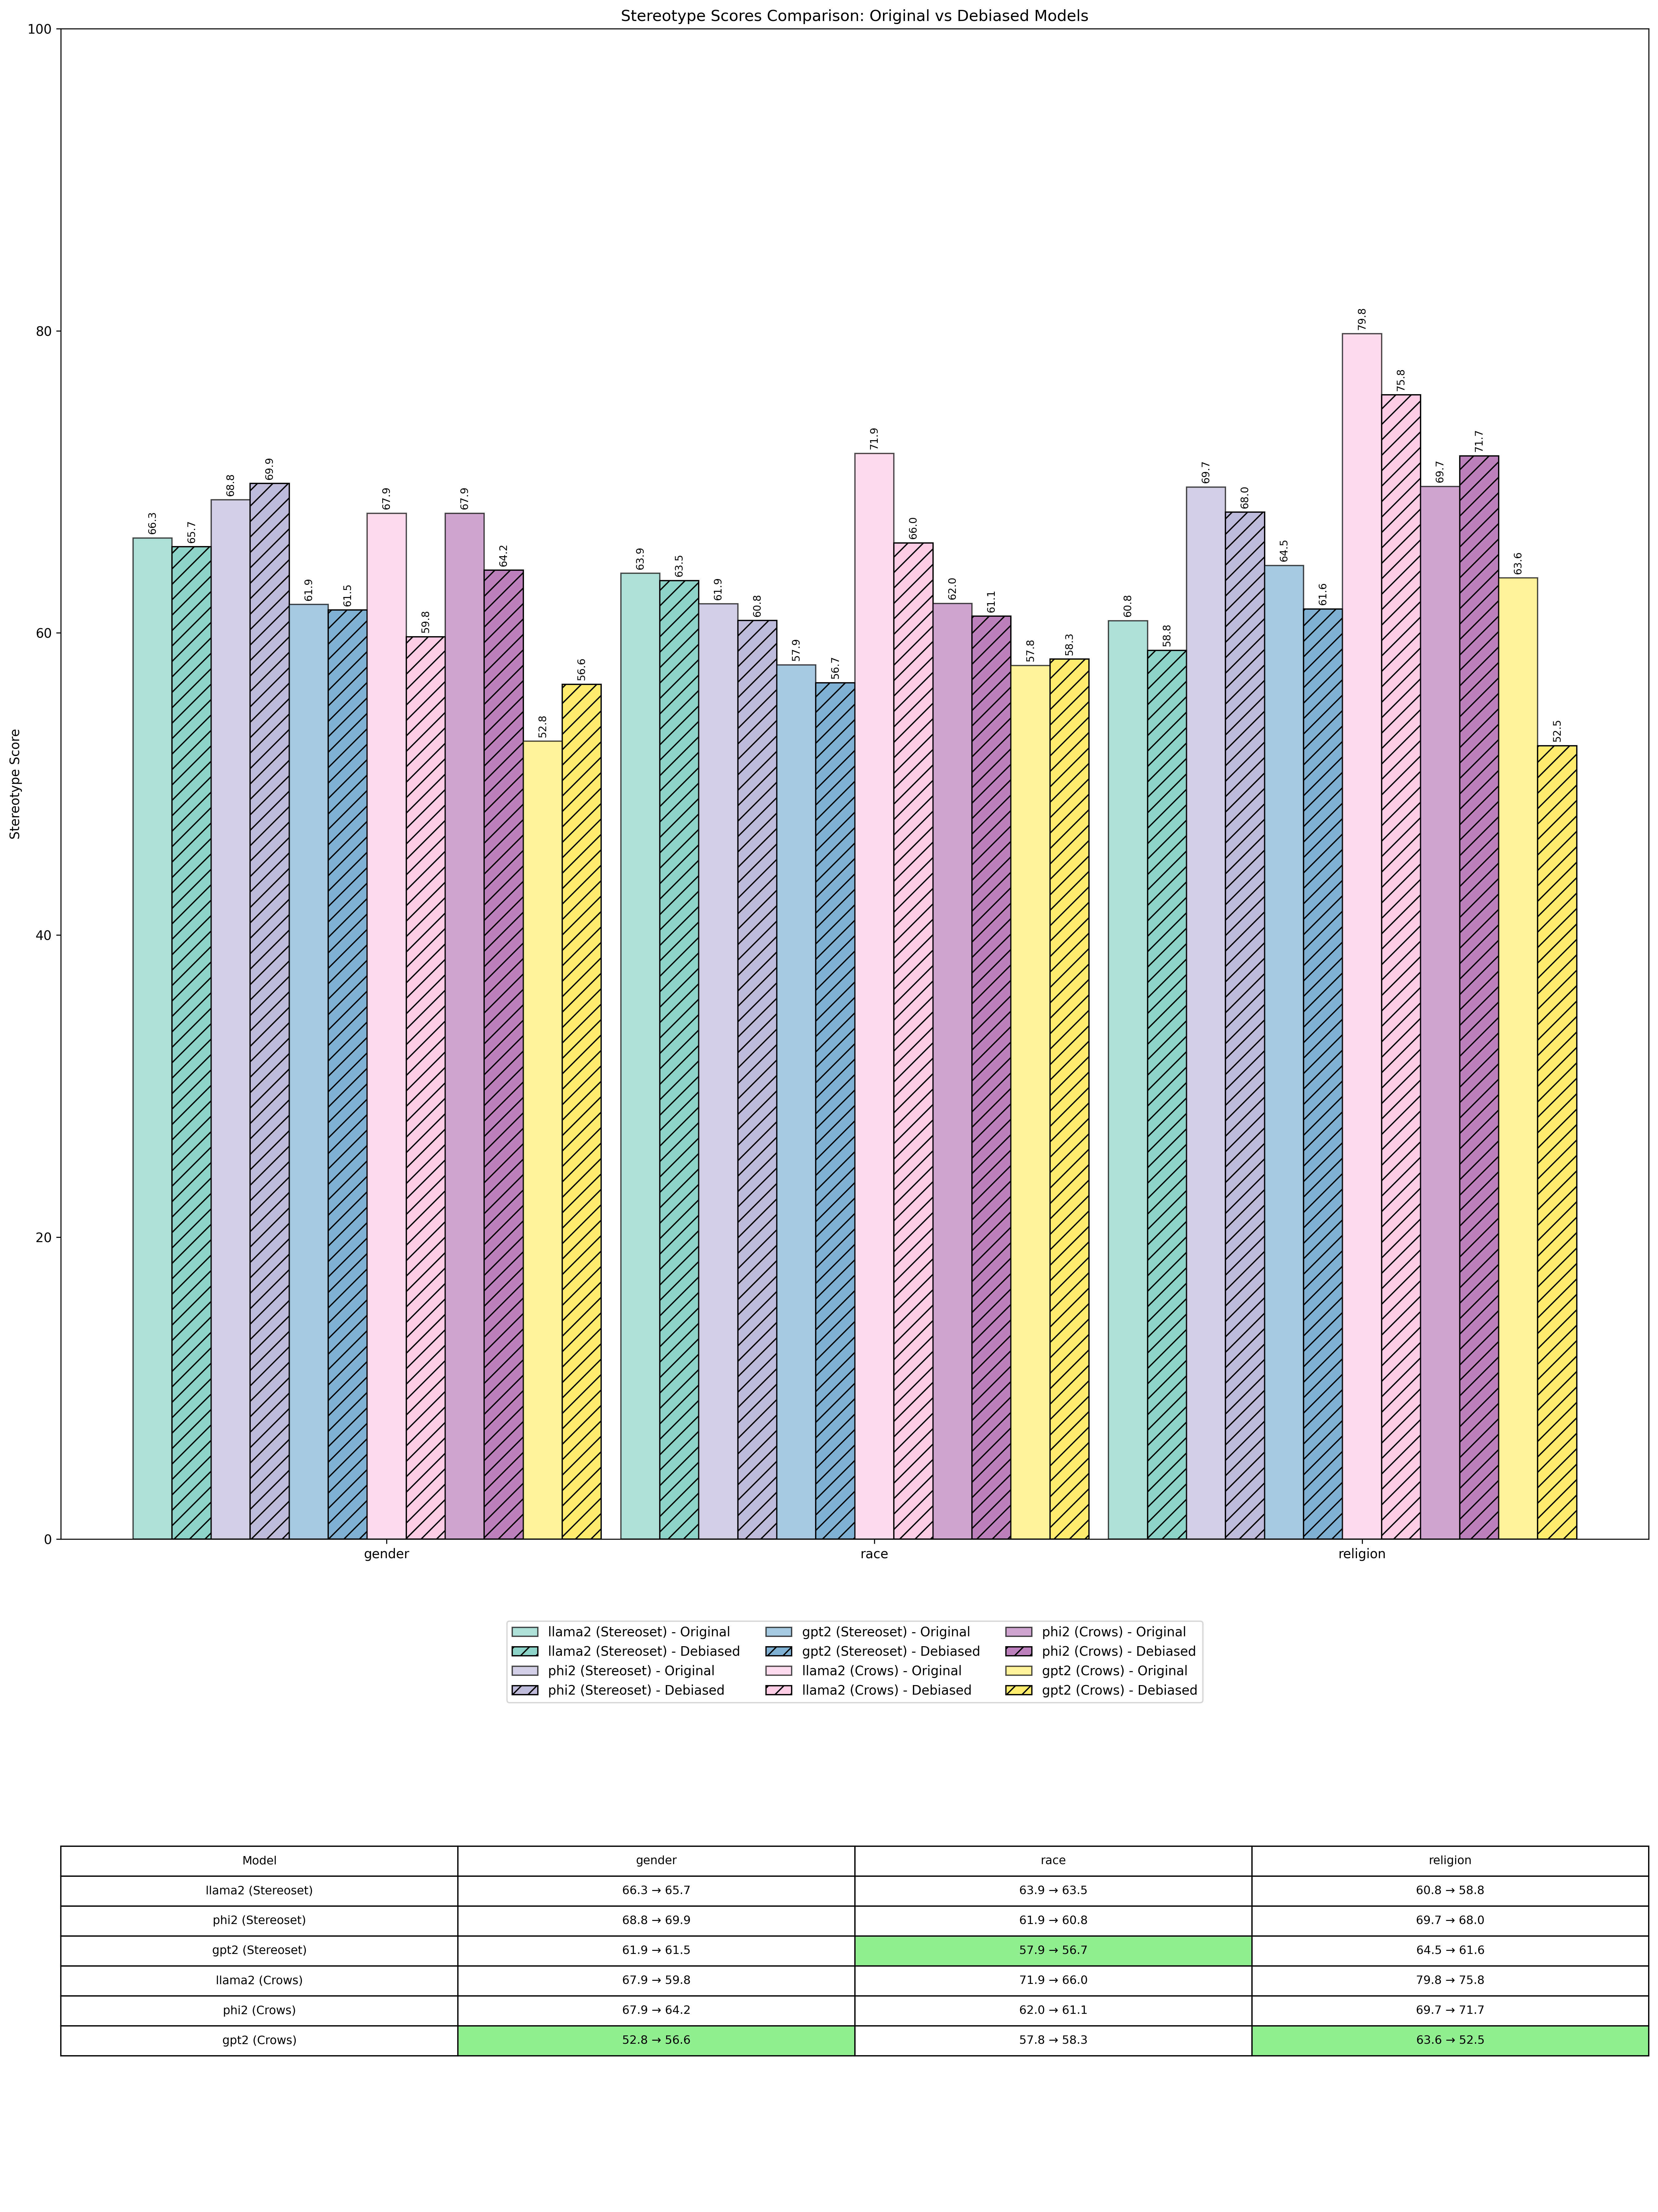 Stereotype Scores Comparison: Original vs Debiased Models
Stereotype Score
100
80
60
40
20
0
66.3
65.7
68.8
69.9
61.9
61.5
67.9
59.8
67.9
64.2
52.8
56.6
63.9
63.5
61.9
60.8
57.9
56.7
71.9
66.0
62.0
61.1
57.8
58.3
60.8
58.8
69.7
68.0
64.5
61.6
79.8
75.8
69.7
71.7
63.6
52.5
gender race religion
llama2 (Stereoset) - Original
llama2 (Stereoset) - Debiased
phi2 (Stereoset) - Original
phi2 (Stereoset) - Debiased
gpt2 (Stereoset) - Original
gpt2 (Stereoset) - Debiased
llama2 (Crows) - Original
llama2 (Crows) - Debiased
phi2 (Crows) - Original
phi2 (Crows) - Debiased
gpt2 (Crows) - Original
gpt2 (Crows) - Debiased
Model gender race religion
llama2 (Stereoset) 66.3 → 65.7 63.9 → 63.5 60.8 → 58.8
phi2 (Stereoset) 68.8 → 69.9 61.9 → 60.8 69.7 → 68.0
gpt2 (Stereoset) 61.9 → 61.5 57.9 → 56.7 64.5 → 61.6
llama2 (Crows) 67.9 → 59.8 71.9 → 66.0 79.8 → 75.8
phi2 (Crows) 67.9 → 64.2 62.0 → 61.1 69.7 → 71.7
gpt2 (Crows) 52.8 → 56.6 57.8 → 58.3 63.6 → 52.5